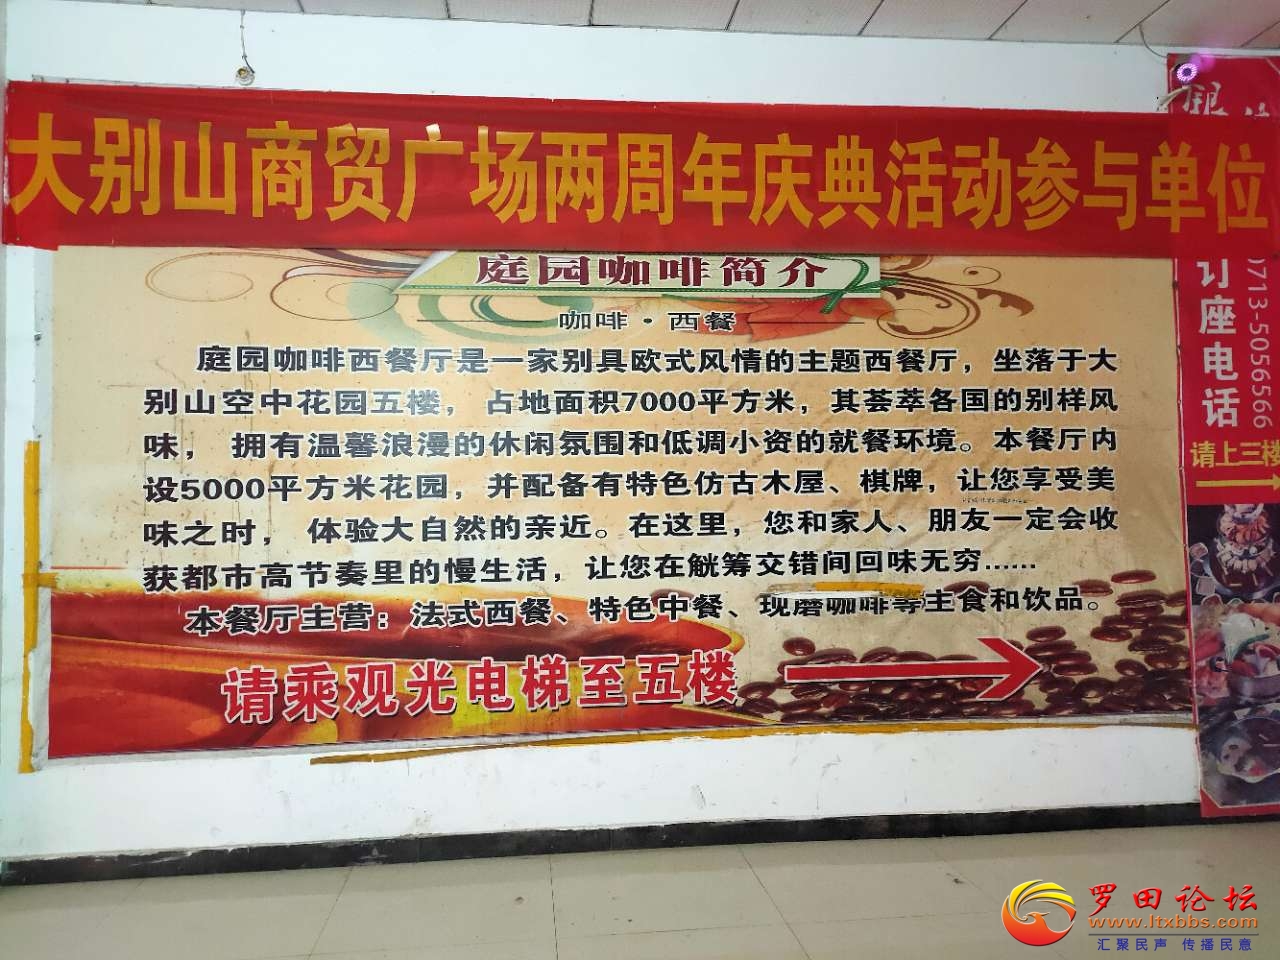 大别山商贸广场两周年庆典活动参与单位
庭园咖啡简介
咖啡·西餐
庭园咖啡西餐厅是一家别具欧式风情的主题西餐厅，坐落于大
别山空中花园五楼，占地面积7000平方米，其荟萃各国的别样风
味，拥有温馨浪漫的休闲氛围和低调小资的就餐环境。本餐厅内
设5000平方米花园，并配备有特色仿古木屋、棋牌，让您享受美
味之时，体验大自然的亲近。在这里，您和家人、朋友一定会收
获都市高节奏里的慢生活，让您在觥筹交错间回味无穷......
本餐厅主营：法式西餐、特色中餐、现磨咖啡等主食和饮品。
请乘观光电梯至五楼
订座电话
0713-5056566
请上三楼
罗田论坛
www.ltxbbs.com
汇聚民声 传播民意